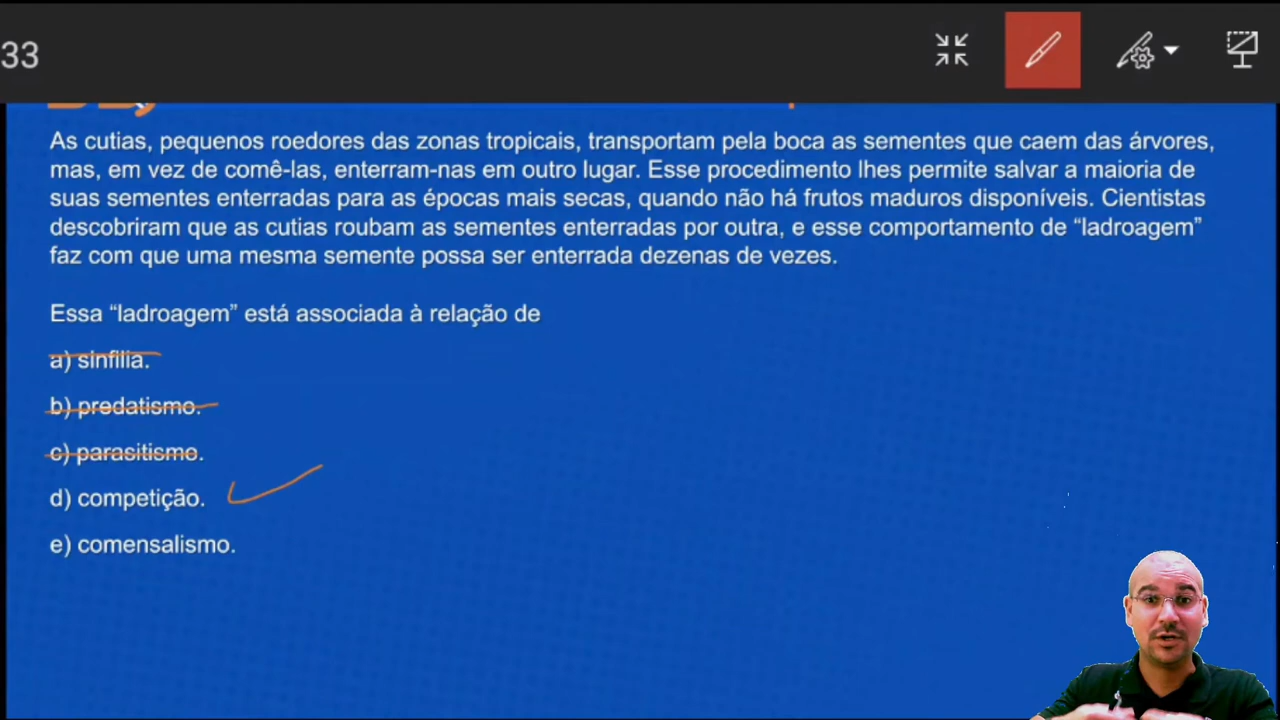 33
As cutias, pequenos roedores das zonas tropicais, transportam pela boca as sementes que caem das árvores,
mas, em vez de comê-las, enterram-nas em outro lugar. Esse procedimento lhes permite salvar a maioria de
suas sementes enterradas para as épocas mais secas, quando não há frutos maduros disponíveis. Cientistas
descobriram que as cutias roubam as sementes enterradas por outra, e esse comportamento de “ladroagem”
faz com que uma mesma semente possa ser enterrada dezenas de vezes.
Essa “ladroagem” está associada à relação de
a) sinfilia.
b) predatismo.
c) parasitismo.
d) competição.
e) comensalismo.